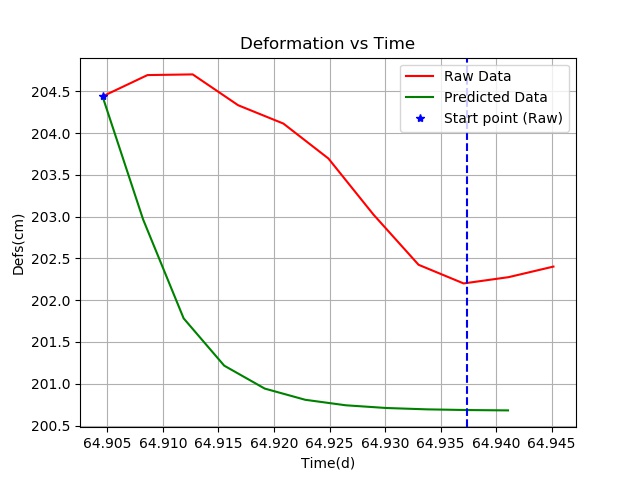 Deformation vs Time
Raw Data
Predicted Data
Start point (Raw)
Defs(cm)
204.5
204.0
203.5
203.0
202.5
202.0
201.5
201.0
200.5
64.905 64.910 64.915 64.920 64.925 64.930 64.935 64.940 64.945
Time(d)